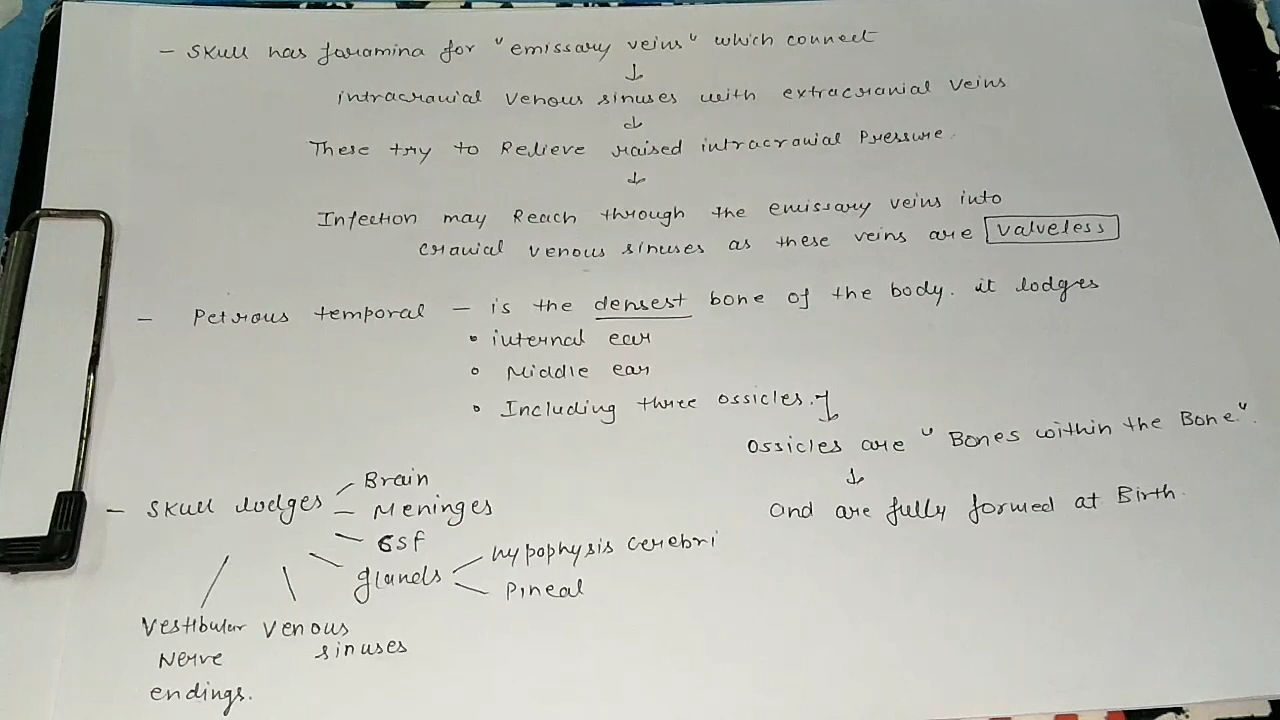 - Skull has foramina for "emissary veins" which connect
↓
intracranial venous sinuses with extracranial veins
↓
These try to Relieve raised intracranial Pressure.
↓
Infection may Reach through the emissary veins into
cranial venous sinuses as these veins are valveless
- Petrous temporal - is the densest bone of the body. it lodges
• internal ear
• Middle ear
• Including three ossicles.
↓
Ossicles are "Bones within the Bone".
↓
and are fully formed at Birth.
- Skull lodges
Brain
Meninges
CSF
glands
hypophysis cerebri
Pineal
Venous
sinuses
Vestibular
Nerve
endings.